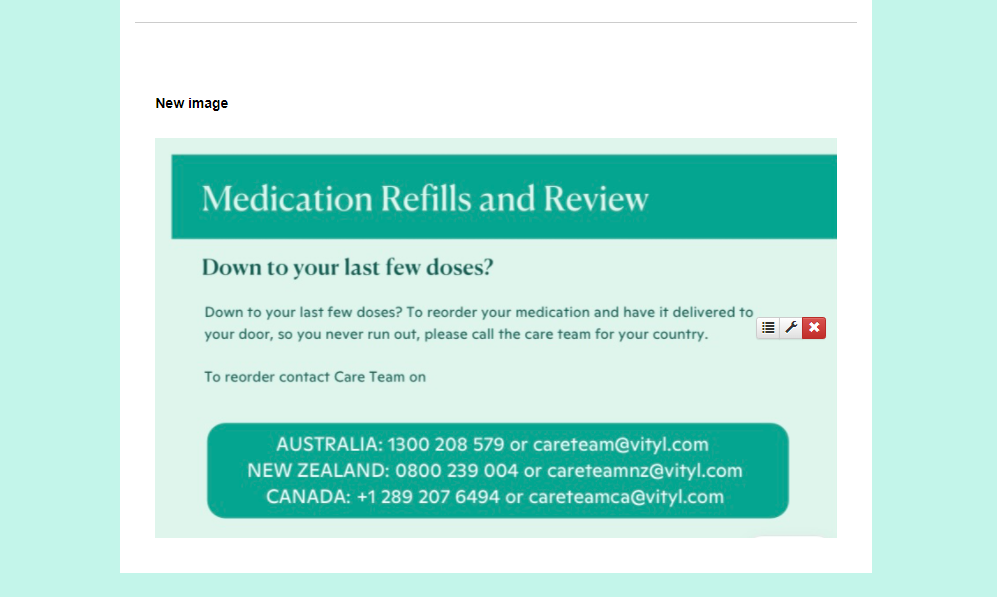 New image
Medication Refills and Review
Down to your last few doses?
Down to your last few doses? To reorder your medication and have it delivered to
your door, so you never run out, please call the care team for your country.
To reorder contact Care Team on
AUSTRALIA: 1300 208 579 or careteam@vityl.com
NEW ZEALAND: 0800 239 004 or careteamnz@vityl.com
CANADA: +1 289 207 6494 or careteamca@vityl.com